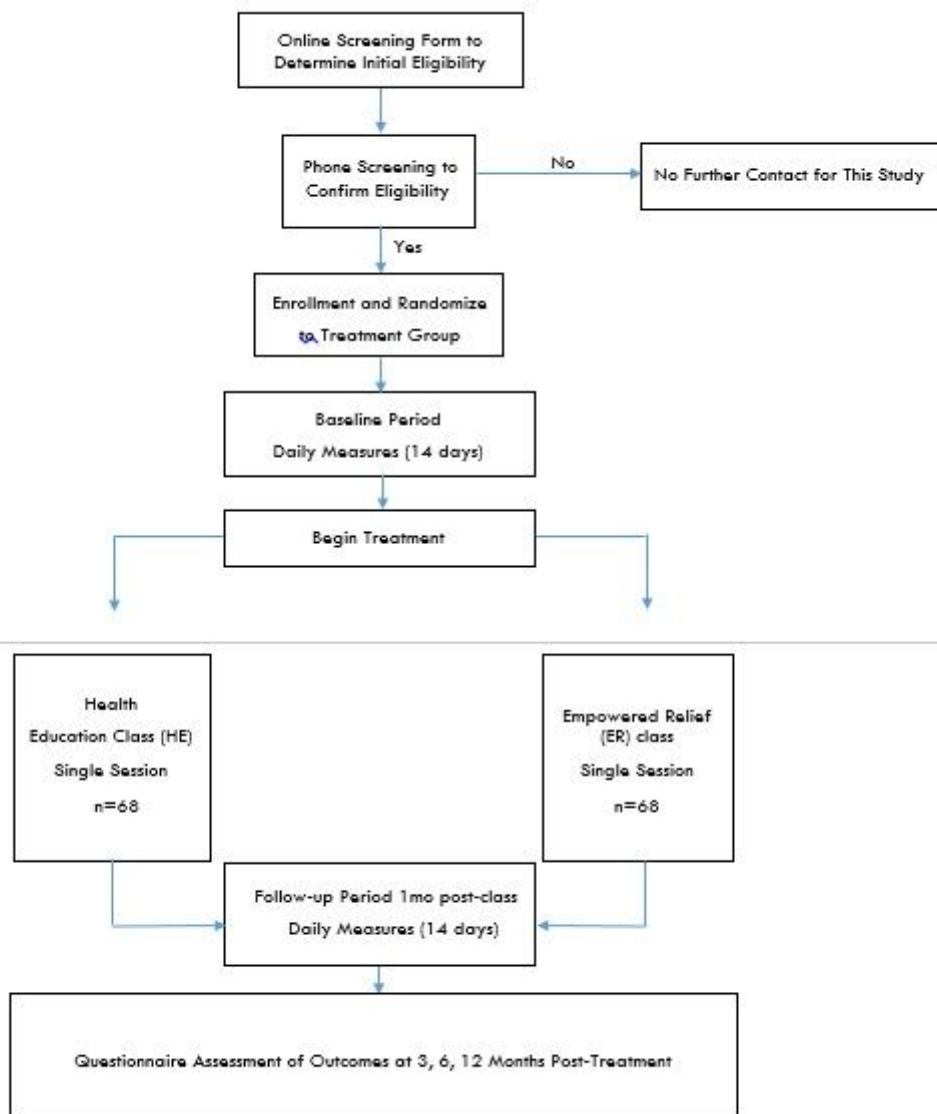 Online Screening Form to
Determine Initial Eligibility
Phone Screening to
Confirm Eligibility
No
No Further Contact for This Study
Yes
Enrollment and Randomize
to Treatment Group
Baseline Period
Daily Measures (14 days)
Begin Treatment
Health
Education Class (HE)
Single Session
n=68
Empowered Relief
(ER) class
Single Session
n=68
Follow-up Period 1mo post-class
Daily Measures (14 days)
Questionnaire Assessment of Outcomes at 3, 6, 12 Months Post-Treatment